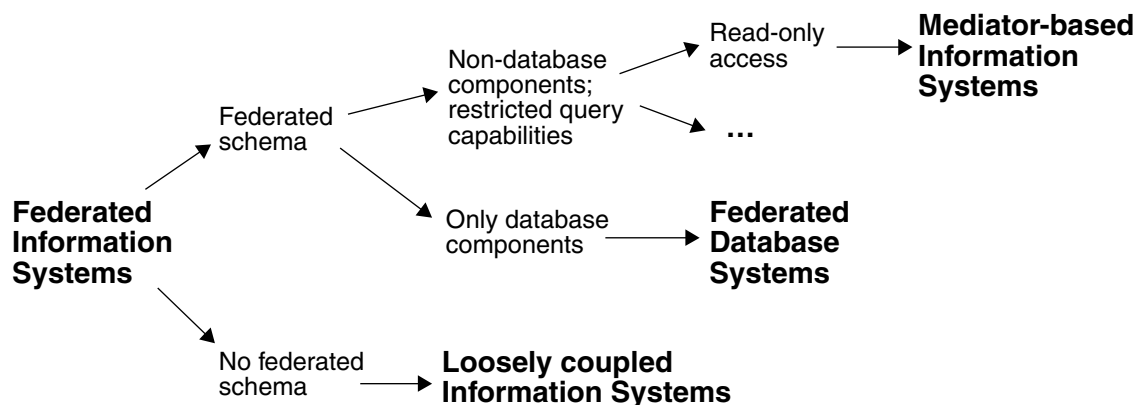 Read-only
access
Mediator-based
Information
Systems
Non-database
components;
restricted query
capabilities
...
Federated
schema
Federated
Information
Systems
Only database
components
Federated
Database
Systems
No federated
schema
Loosely coupled
Information Systems